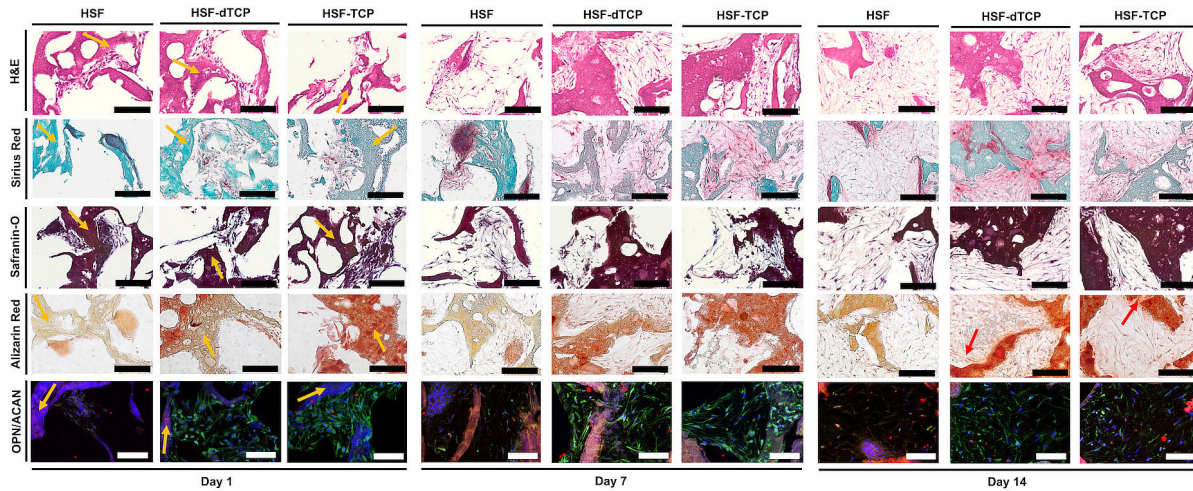 HSF HSF-dTCP HSF-TCP HSF HSF-dTCP HSF-TCP HSF HSF-dTCP HSF-TCP
H&E
Sirius Red
Safranin-O
Alizarin Red
OPN/ACAN
Day 1 Day 7 Day 14